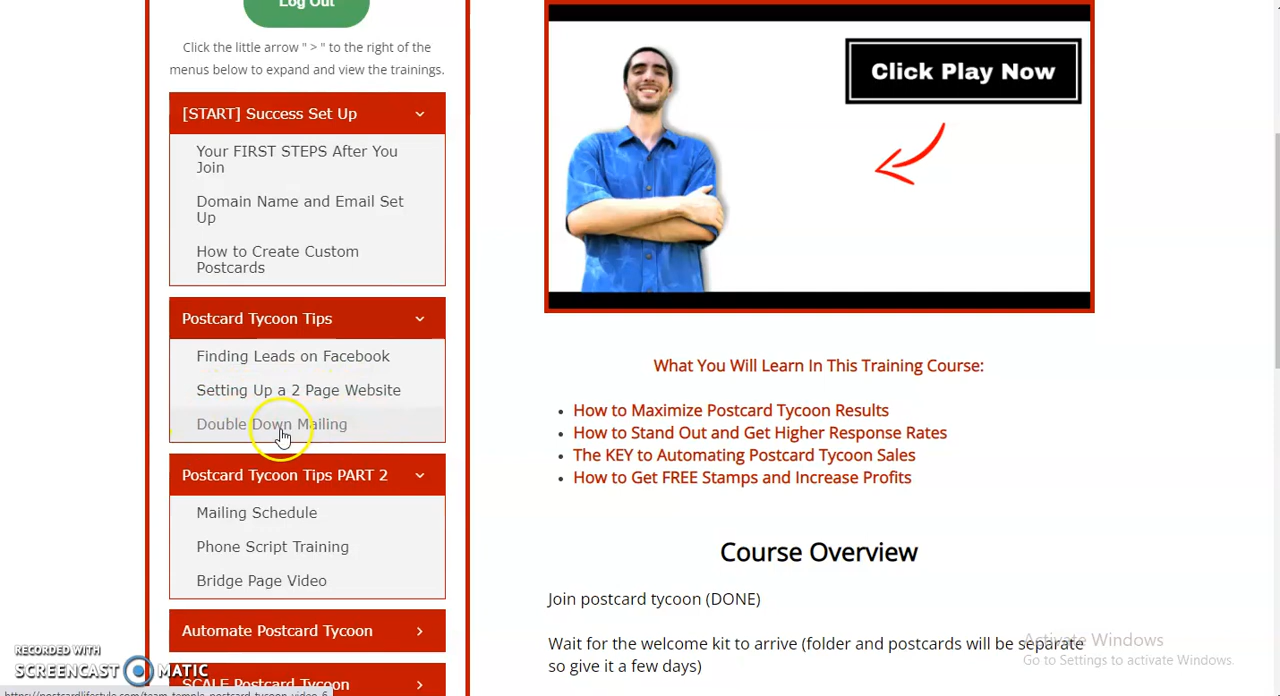 Log Out
Click the little arrow " > " to the right of the
menus below to expand and view the trainings.
[START] Success Set Up
Your FIRST STEPS After You
Join
Domain Name and Email Set
Up
How to Create Custom
Postcards
Postcard Tycoon Tips
Finding Leads on Facebook
Setting Up a 2 Page Website
Double Down Mailing
Postcard Tycoon Tips PART 2
Mailing Schedule
Phone Script Training
Bridge Page Video
Automate Postcard Tycoon
SCALE Postcard Tycoon
Click Play Now
What You Will Learn In This Training Course:
• How to Maximize Postcard Tycoon Results
• How to Stand Out and Get Higher Response Rates
• The KEY to Automating Postcard Tycoon Sales
• How to Get FREE Stamps and Increase Profits
Course Overview
Join postcard tycoon (DONE)
Wait for the welcome kit to arrive (folder and postcards will be separate
so give it a few days)
Activate Windows
Go to Settings to activate Windows.
RECORDED WITH
SCREENCAST MATIC